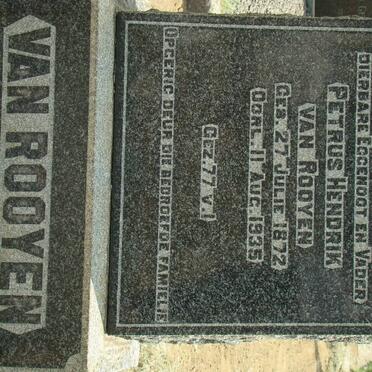 DIERBARE EGGENOOT EN VADER
PETRUS HENDRIK
VAN ROOYEN
GEB. 27 JULIE 1872
OORL. 11 AUG. 1935
GEZ. 77 V. 1
OPGERIG DEUR DIE BEDROEFDE FAMIELIE
VAN ROOYEN